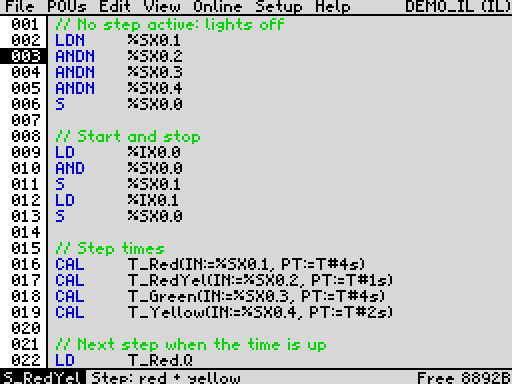 File POUs Edit View Online Setup Help DEMO_IL (IL)
001 // No step active: lights off
002 LDN %SX0.1
003 ANDN %SX0.2
004 ANDN %SX0.3
005 ANDN %SX0.4
006 S %SX0.0
007
008 // Start and stop
009 LD %IX0.0
010 AND %SX0.0
011 S %SX0.1
012 LD %IX0.1
013 S %SX0.0
014
015 // Step times
016 CAL T_Red(IN:=%SX0.1, PT:=T#4s)
017 CAL T_RedYel(IN:=%SX0.2, PT:=T#1s)
018 CAL T_Green(IN:=%SX0.3, PT:=T#4s)
019 CAL T_Yellow(IN:=%SX0.4, PT:=T#2s)
020
021 // Next step when the time is up
022 LD T_Red.Q
S_RedYel Step: red + yellow Free 8892B